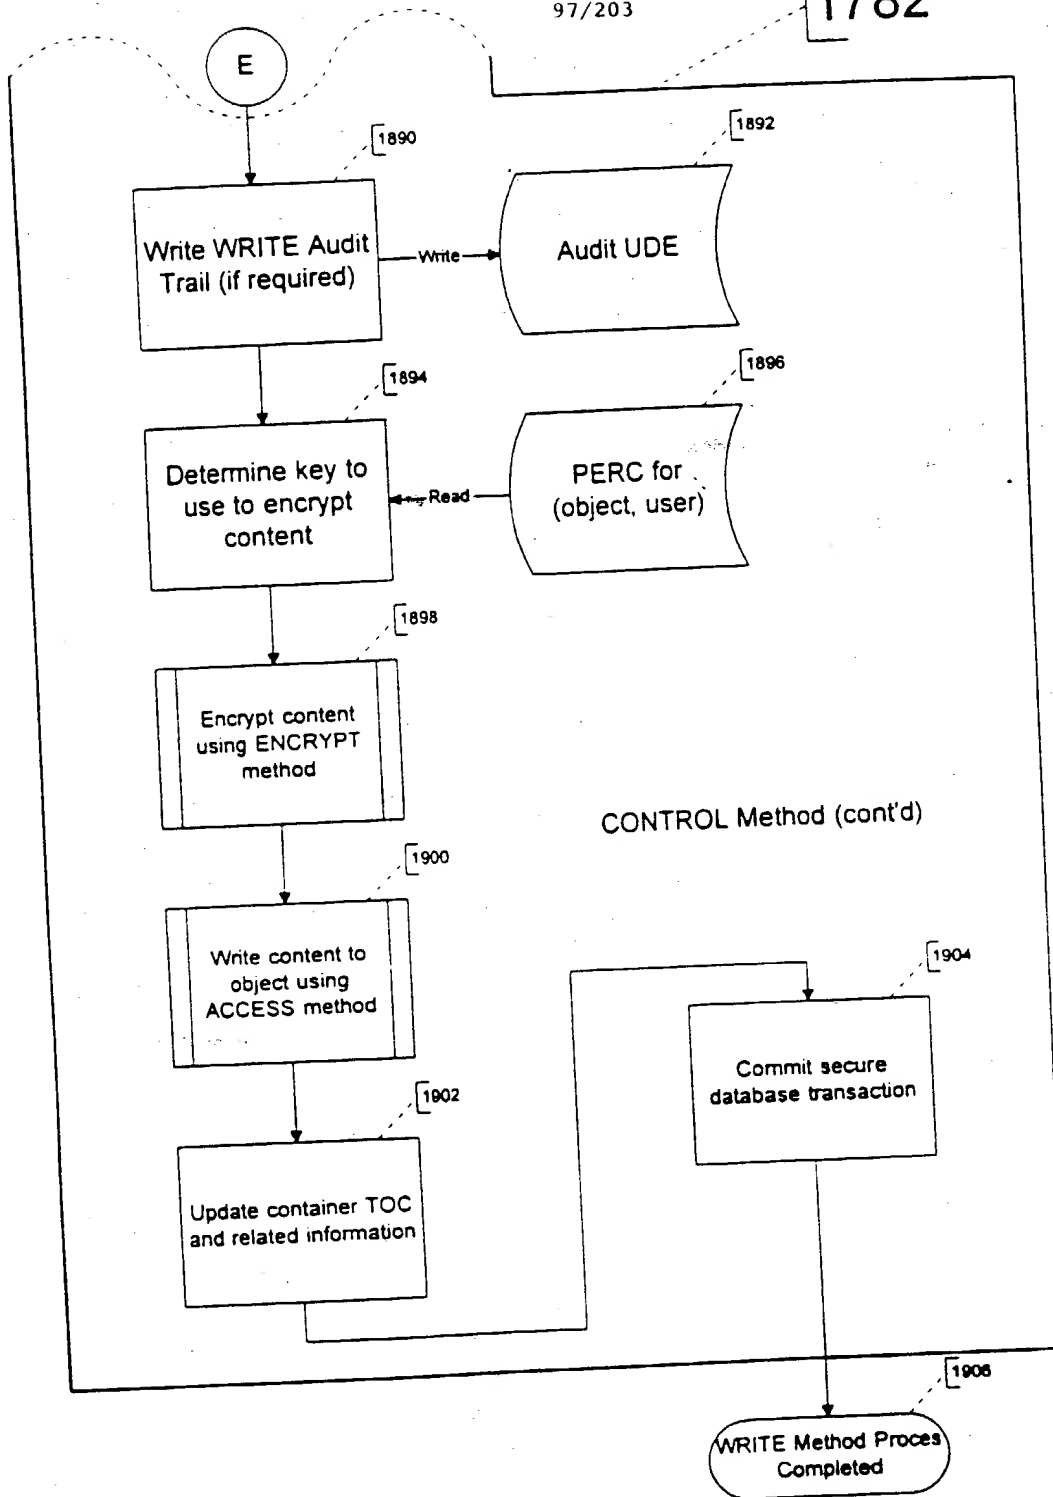 97/203
1782
E
1890
1892
Write WRITE Audit
Trail (if required)
Write
Audit UDE
1894
1896
Determine key to
use to encrypt
content
Read
PERC for
(object, user)
1898
Encrypt content
using ENCRYPT
method
CONTROL Method (cont'd)
1900
Write content to
object using
ACCESS method
1904
Commit secure
database transaction
1902
Update container TOC
and related information
1906
WRITE Method Proces
Completed